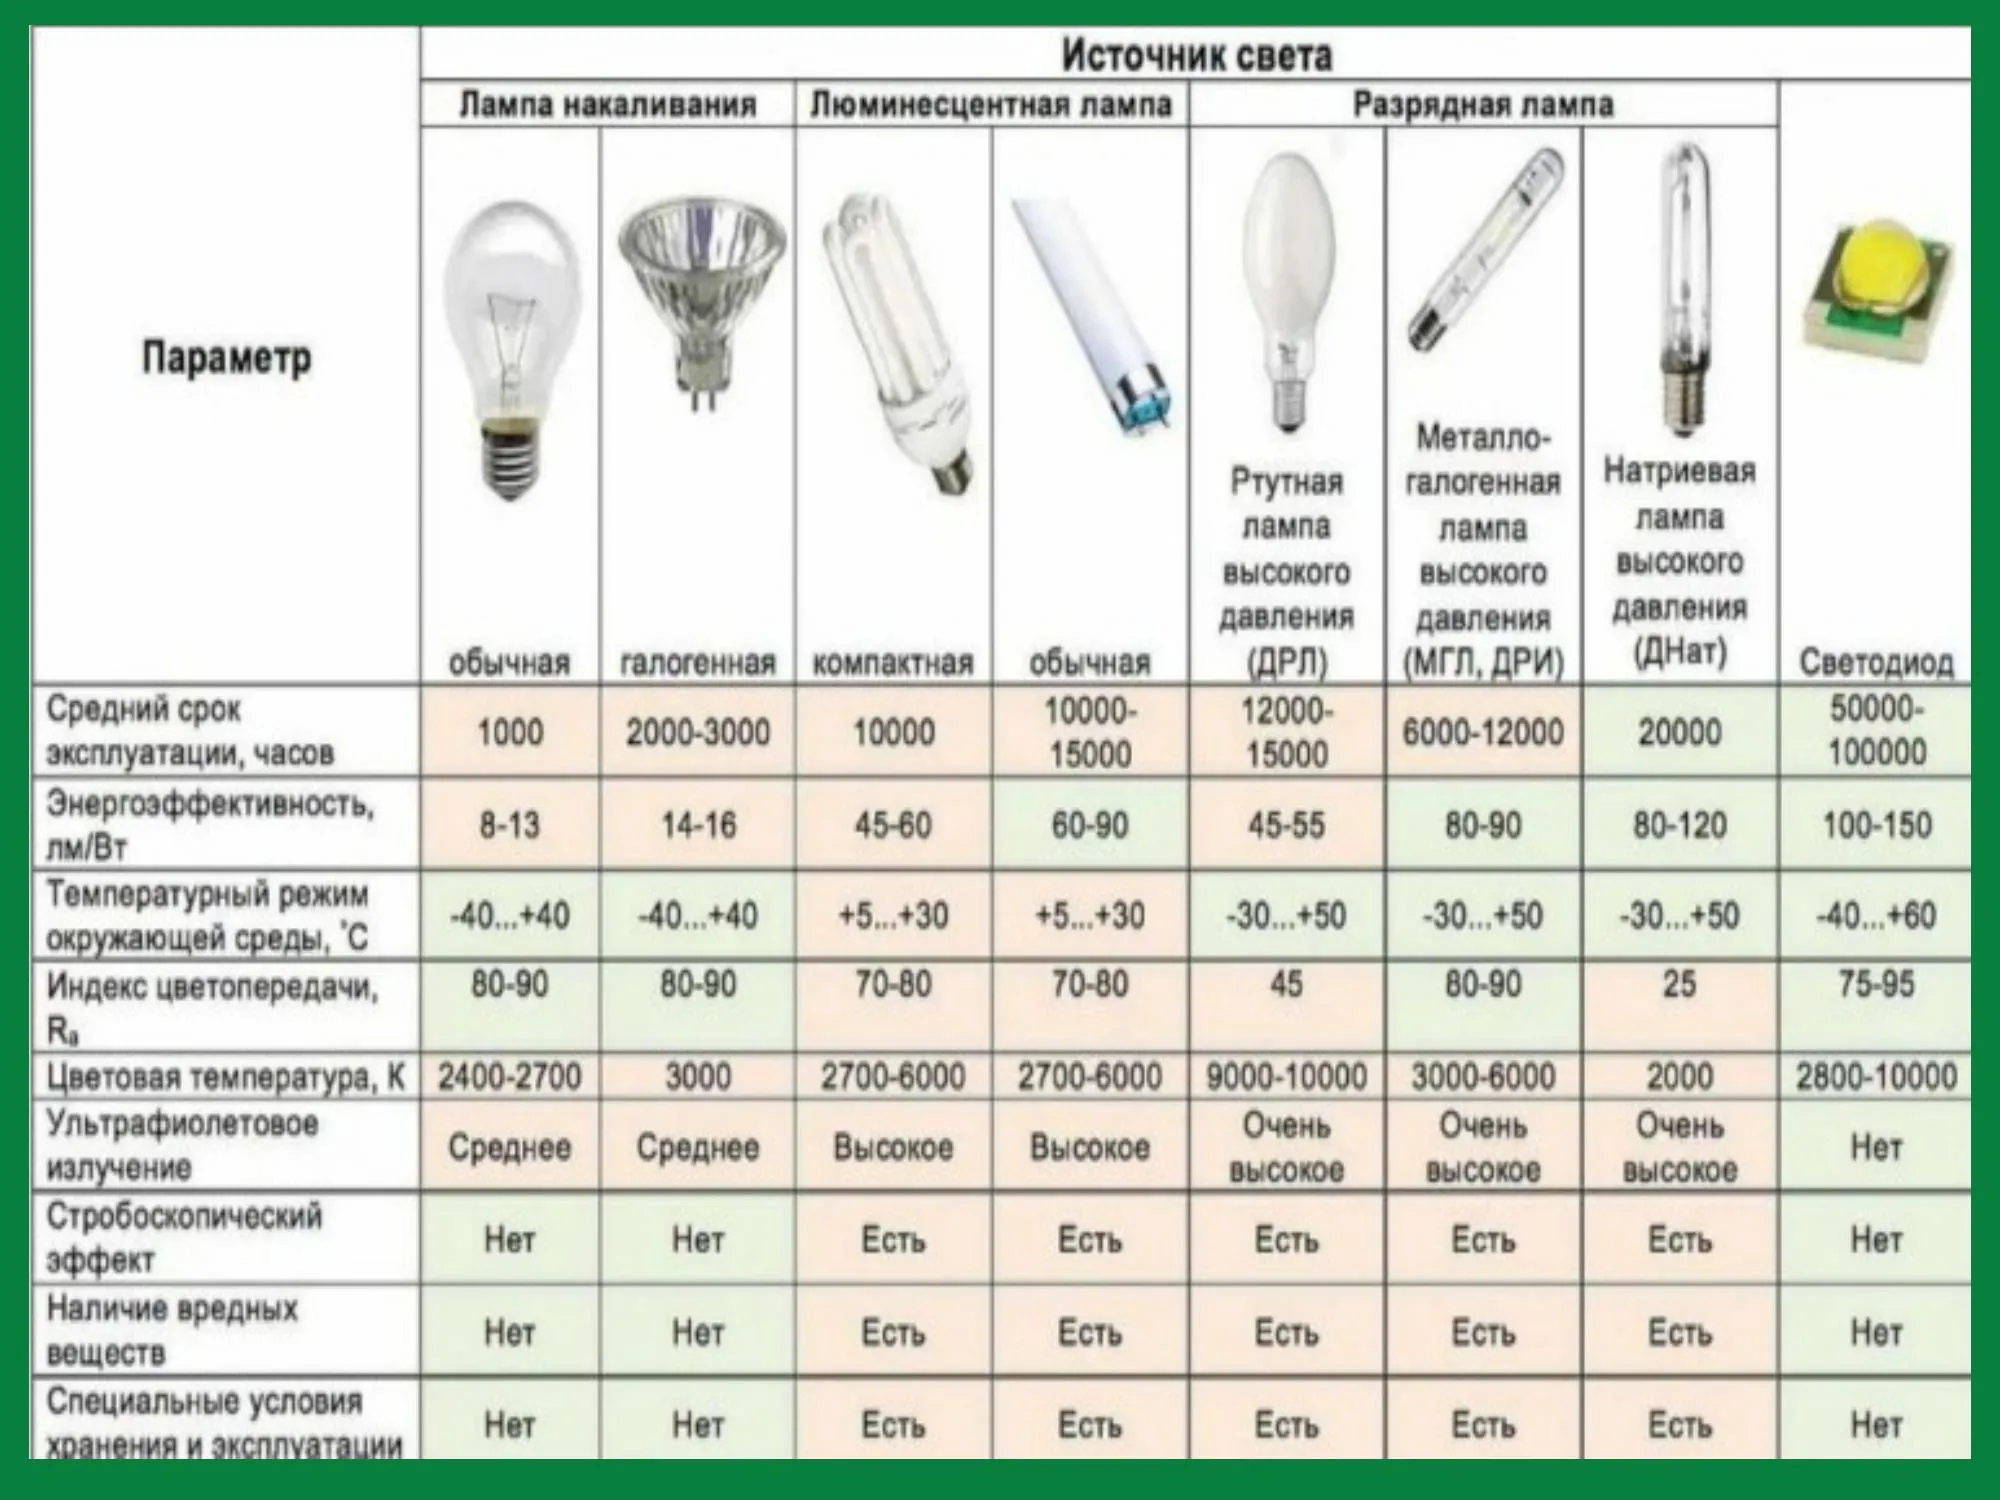 Источник света
Лампа накаливания Люминесцентная лампа Разрядная лампа
Параметр
обычная
галогенная
компактная
обычная
Ртутная
лампа
высокого
давления
(ДРЛ)
Металло-
галогенная
лампа
высокого
давления
(МГЛ, ДРИ)
Натриевая
лампа
высокого
давления
(ДНат)
Светодиод
Средний срок
эксплуатации, часов
1000
2000-3000
10000
10000-
15000
12000-
15000
6000-12000
20000
50000-
100000
Энергоэффективность,
лм/Вт
8-13
14-16
45-60
60-90
45-55
80-90
80-120
100-150
Температурный режим
окружающей среды, ˚С
-40...+40
-40...+40
+5...+30
+5...+30
-30...+50
-30...+50
-30...+50
-40...+60
Индекс цветопередачи,
Rₐ
80-90
80-90
70-80
70-80
45
80-90
25
75-95
Цветовая температура, К
2400-2700
3000
2700-6000
2700-6000
9000-10000
3000-6000
2000
2800-10000
Ультрафиолетовое
излучение
Среднее
Среднее
Высокое
Высокое
Очень
высокое
Очень
высокое
Очень
высокое
Нет
Стробоскопический
эффект
Нет
Нет
Есть
Есть
Есть
Есть
Есть
Нет
Наличие вредных
веществ
Нет
Нет
Есть
Есть
Есть
Есть
Есть
Нет
Специальные условия
хранения и эксплуатации
Нет
Нет
Есть
Есть
Есть
Есть
Есть
Нет